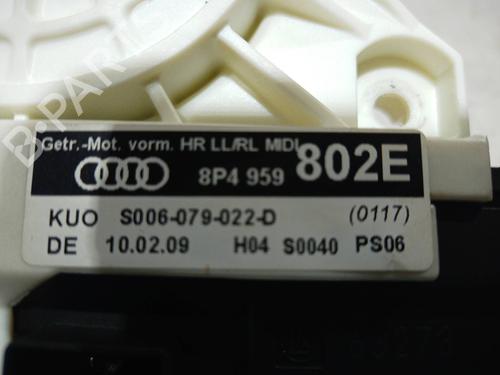 B-PARTS
Getr.-Mot. vorm. HR LL/RL MIDI
8P4 959 802E
KUO S006-079-022-D (0117)
DE 10.02.09 H04 S0040 PS06